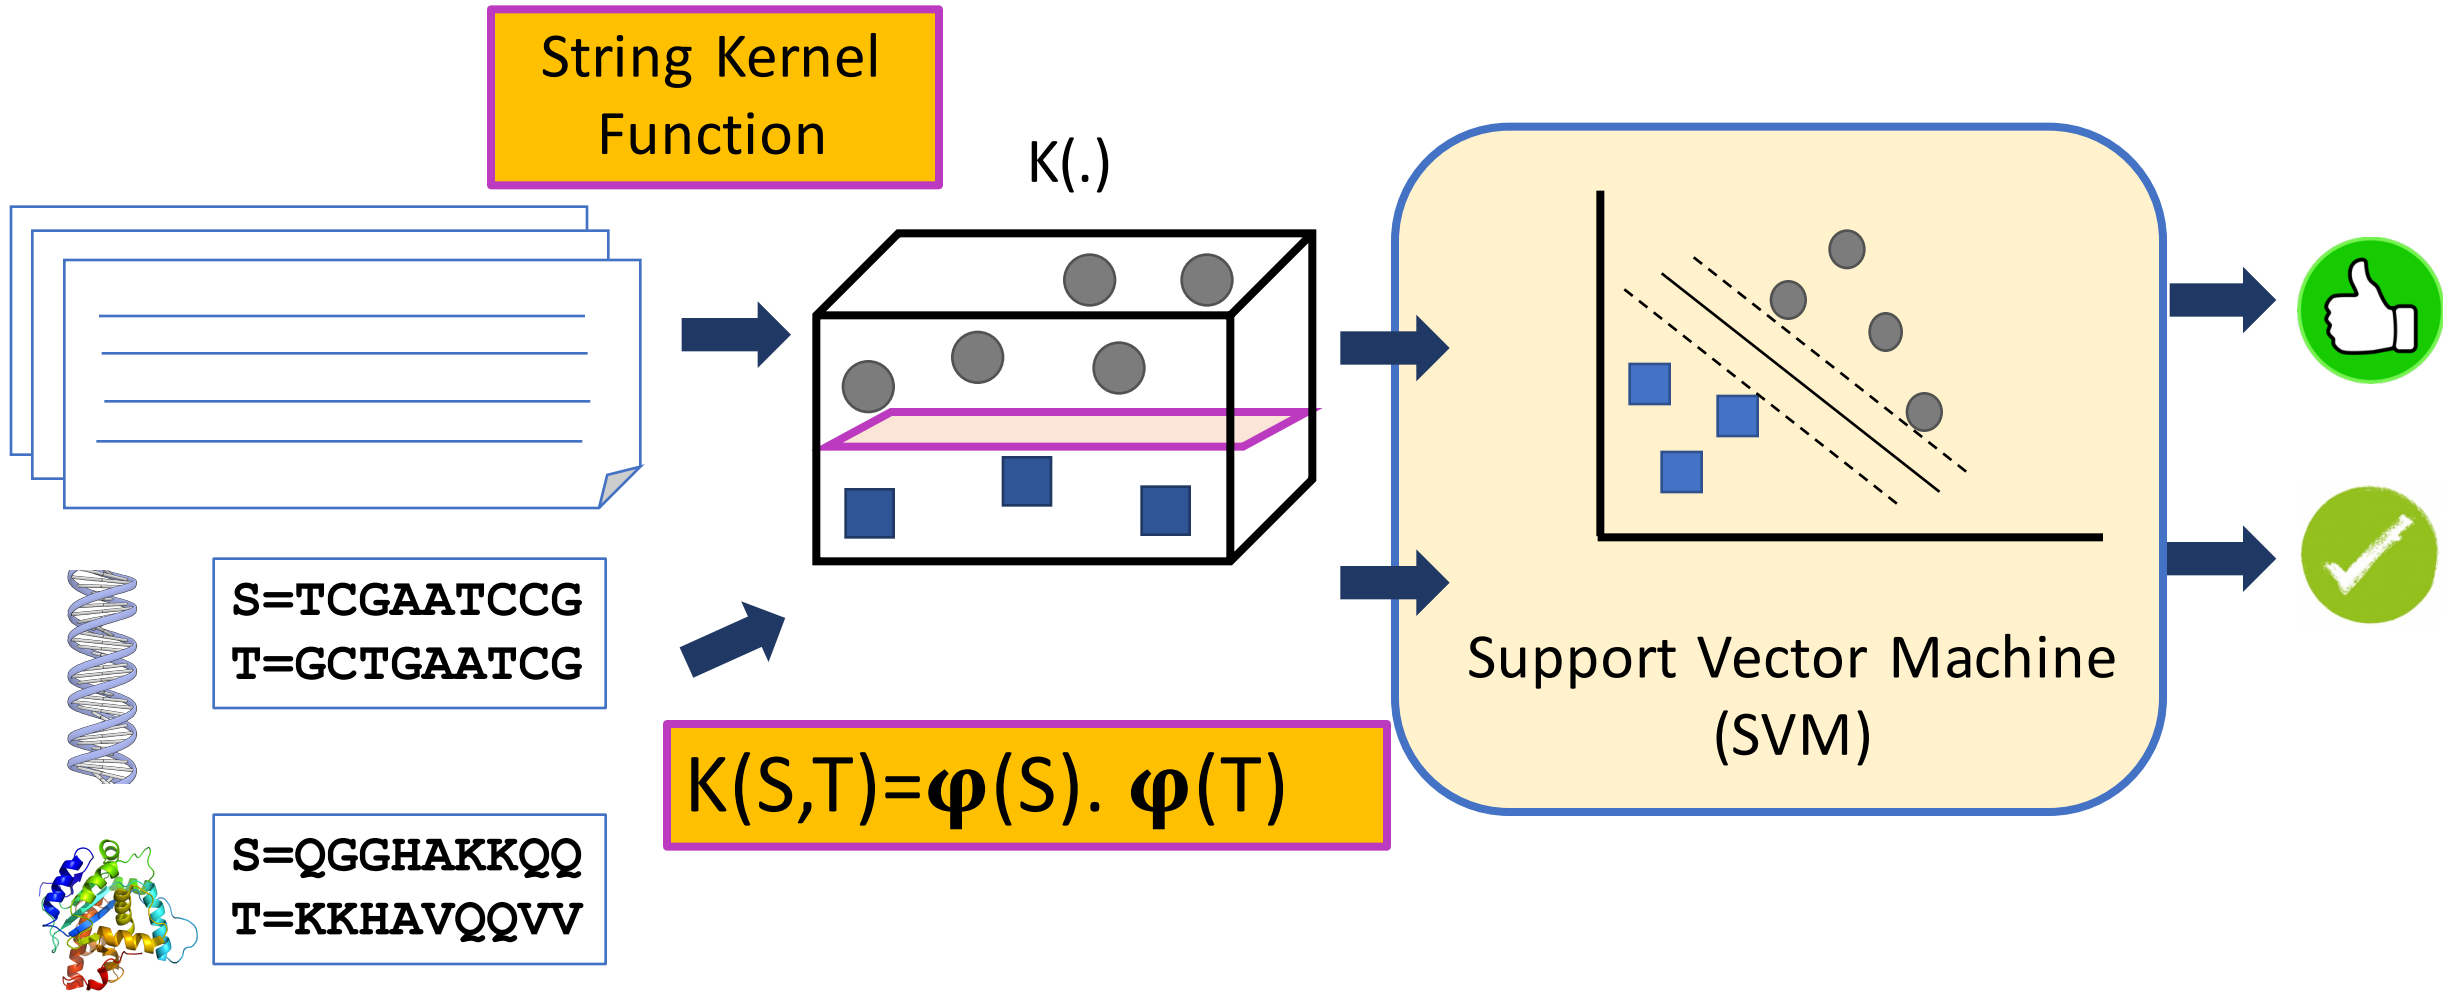 String Kernel
Function
K(.)
S=TCGAATCCG
T=GCTGAATCG
S=QGGHAKKQQ
T=KKHAVQQVV
K(S,T)=φ(S). φ(T)
Support Vector Machine
(SVM)